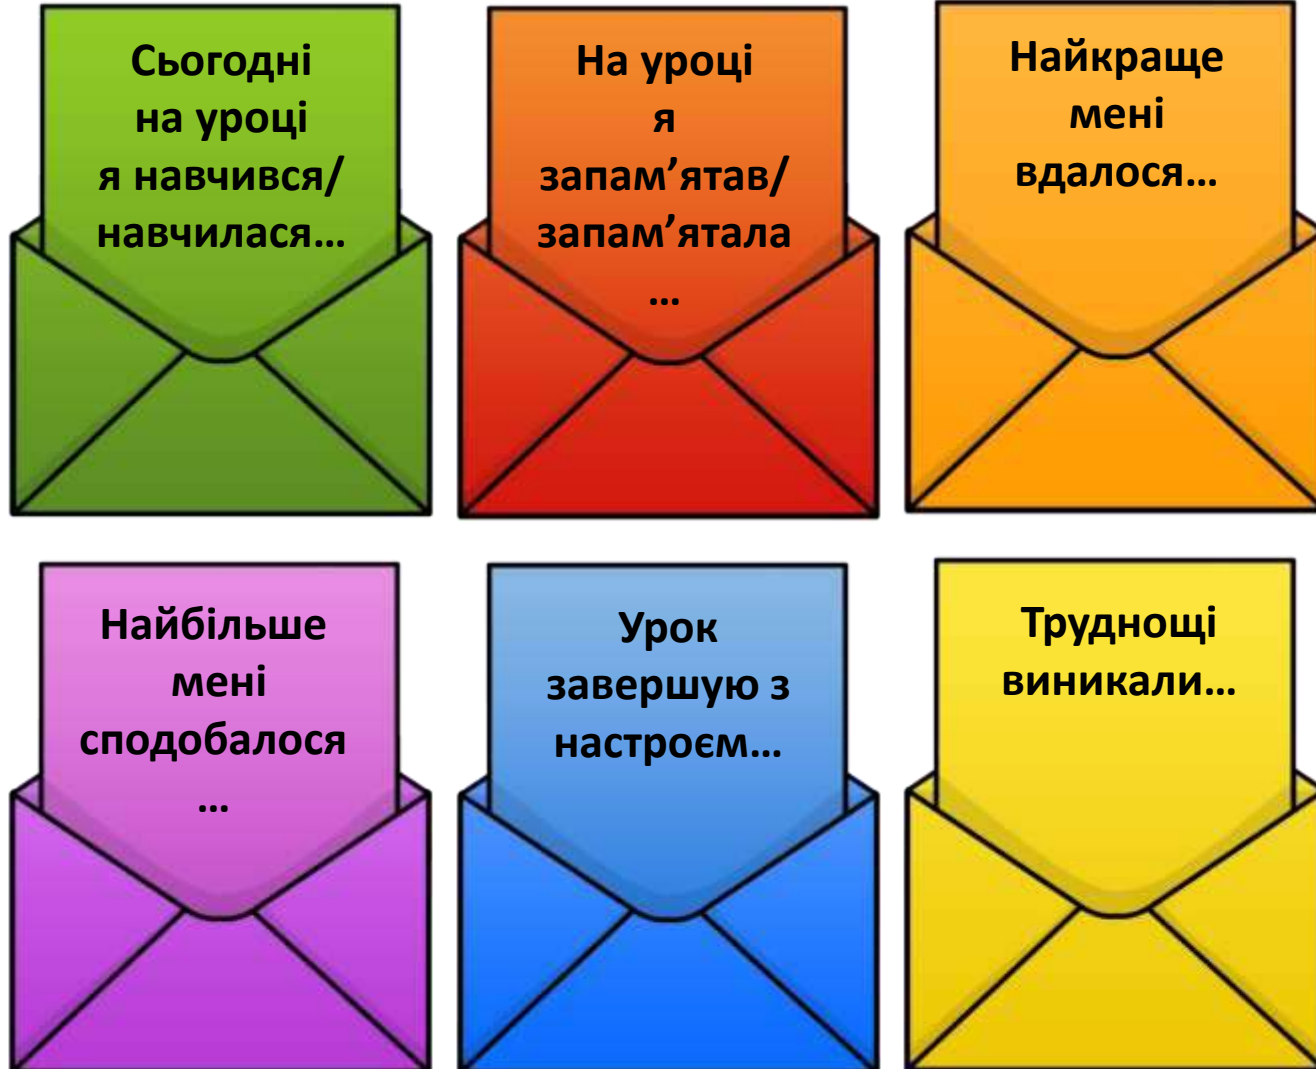 Сьогодні
на уроці
я навчився/
навчилася…
На уроці
я
запам’ятав/
запам’ятала
…
Найкраще
мені
вдалося…
Найбільше
мені
сподобалося
…
Урок
завершую з
настроєм…
Труднощі
виникали…